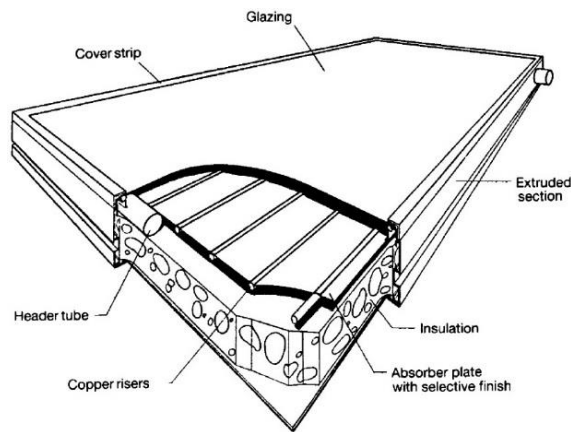 Glazing
Cover strip
Extruded
section
Header tube
Insulation
Copper risers
Absorber plate
with selective finish